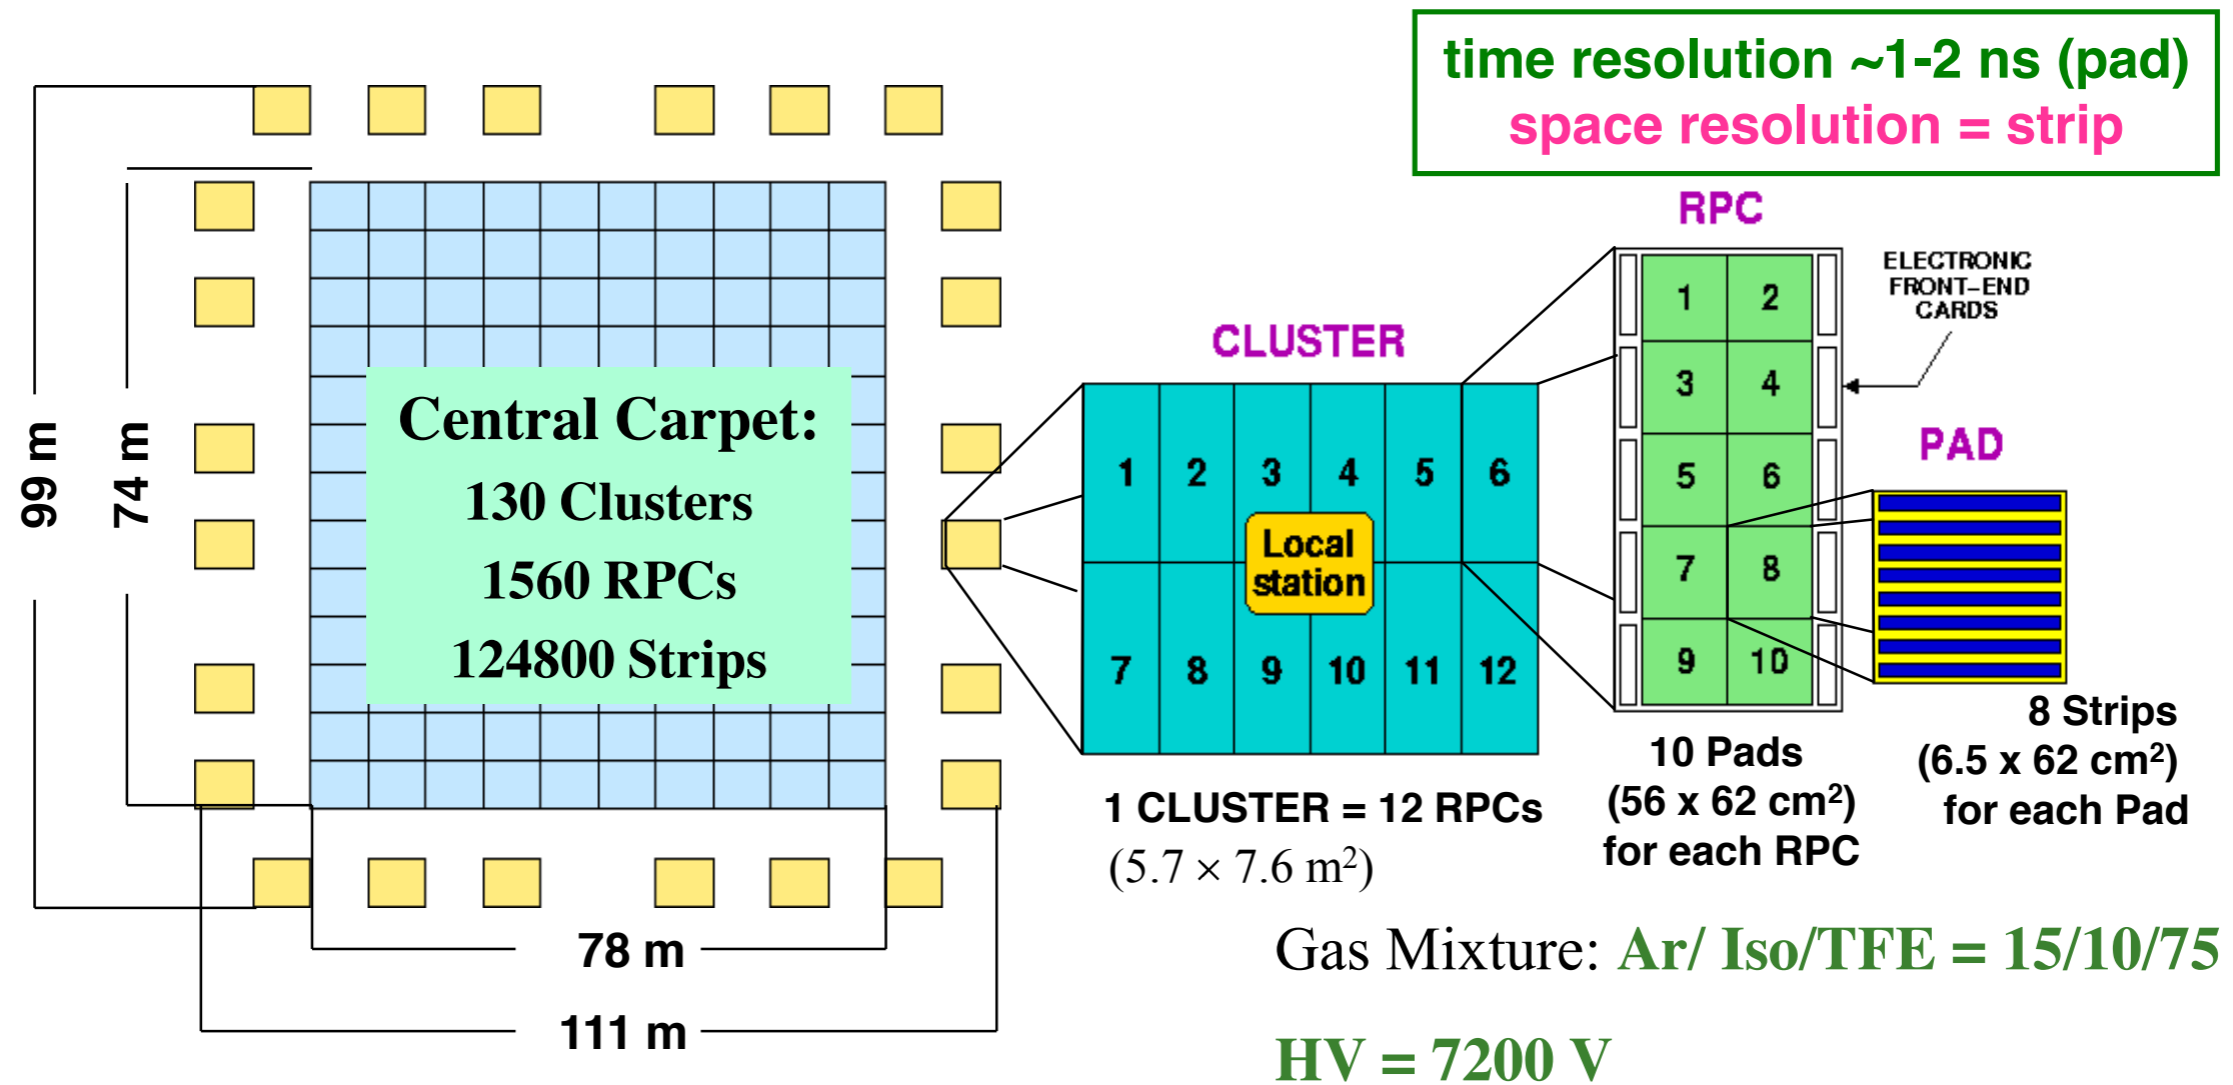 time resolution ~1-2 ns (pad)
space resolution = strip
99 m
74 m
Central Carpet:
130 Clusters
1560 RPCs
124800 Strips
78 m
111 m
CLUSTER
1 2 3 4 5 6
Local
station
7 8 9 10 11 12
1 CLUSTER = 12 RPCs
(5.7 × 7.6 m²)
RPC
1 2
3 4
5 6
7 8
9 10
ELECTRONIC
FRONT–END
CARDS
10 Pads
(56 x 62 cm²)
for each RPC
PAD
8 Strips
(6.5 x 62 cm²)
for each Pad
Gas Mixture: Ar/ Iso/TFE = 15/10/75
HV = 7200 V